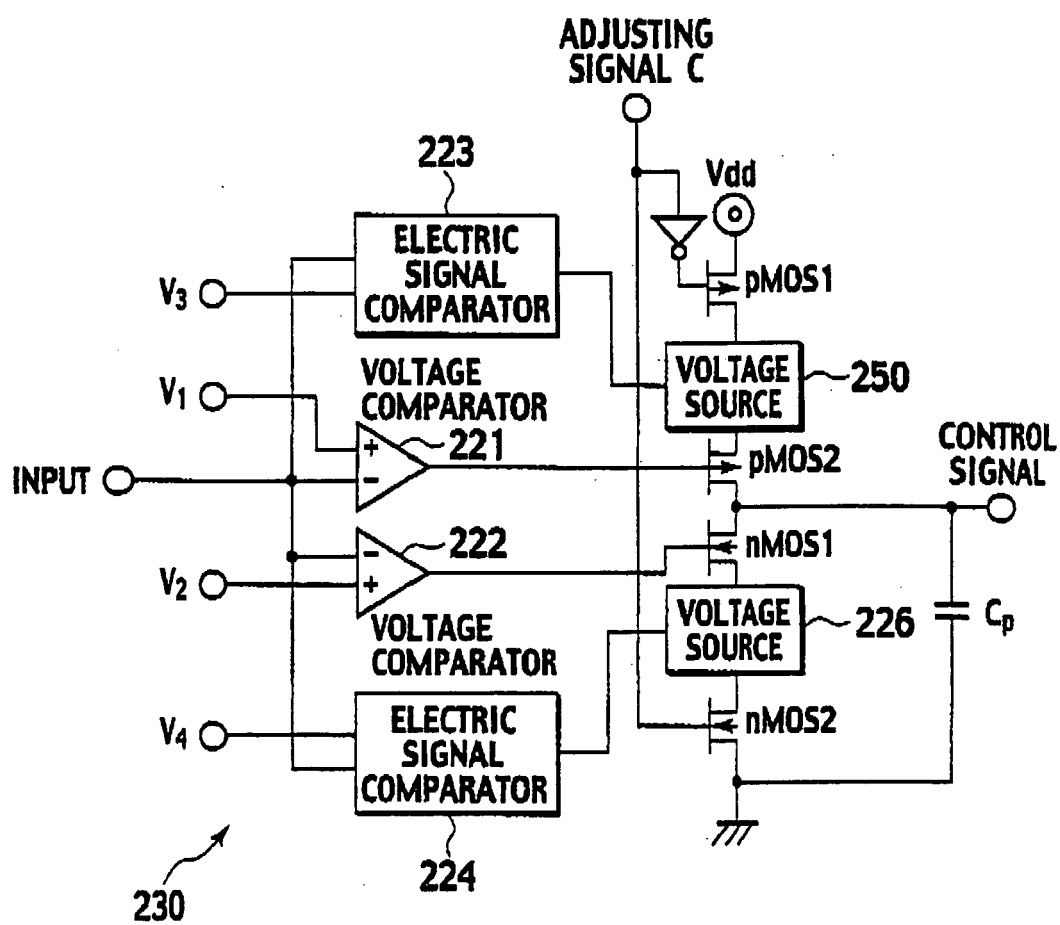 ADJUSTING
SIGNAL C
223
Vdd
ELECTRIC
SIGNAL
COMPARATOR
pMOS1
V3
VOLTAGE
SOURCE
250
V1
VOLTAGE
COMPARATOR
221
+
−
pMOS2
CONTROL
SIGNAL
INPUT
222
−
+
nMOS1
V2
VOLTAGE
SOURCE
226
Cp
VOLTAGE
COMPARATOR
V4
ELECTRIC
SIGNAL
COMPARATOR
nMOS2
224
230